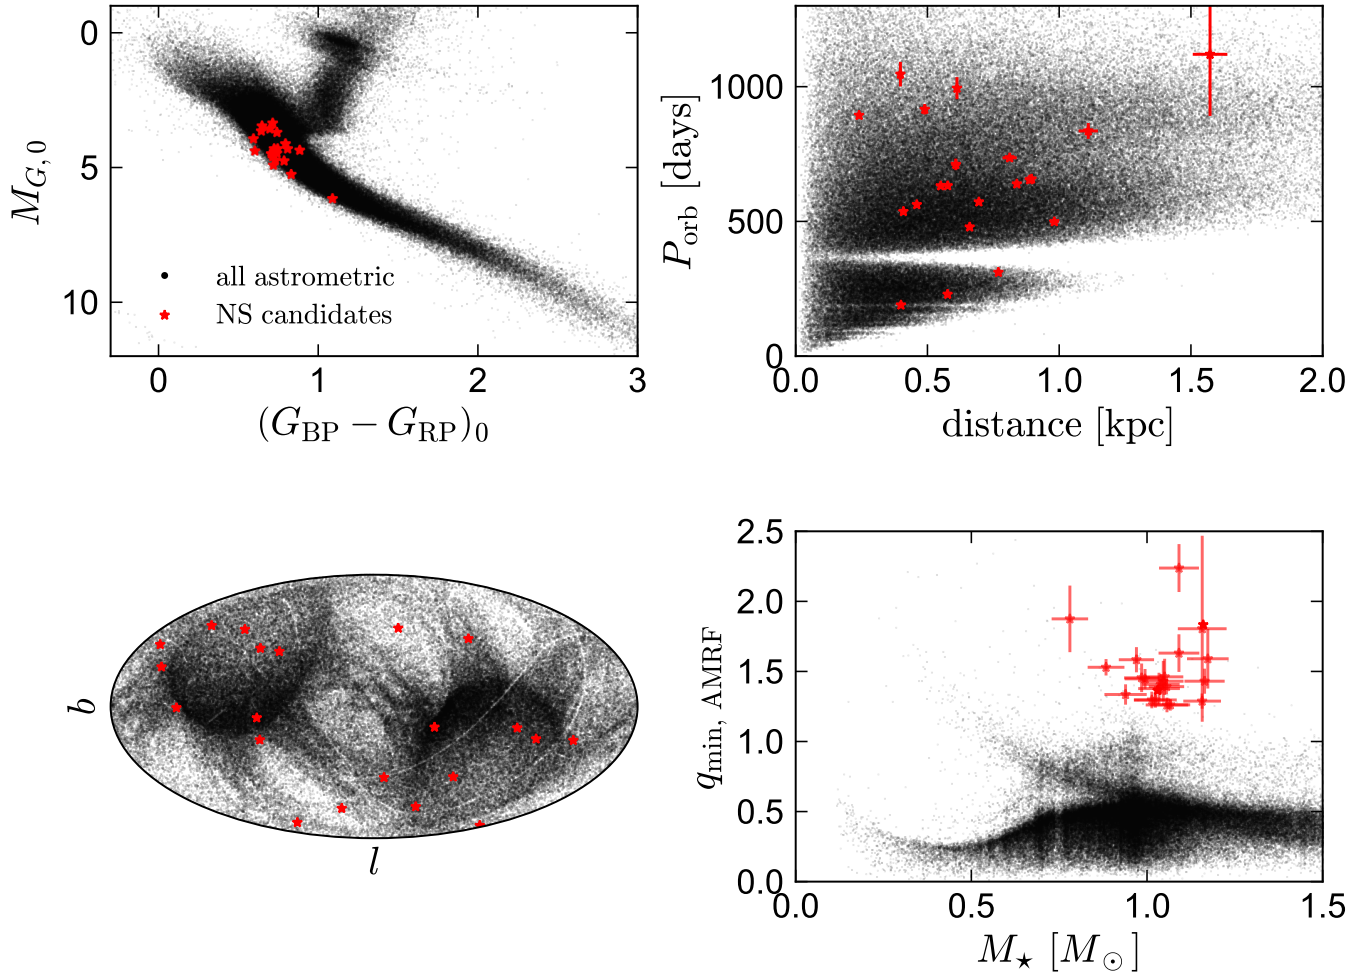 0
5
10
M_{G,0}
all astrometric
NS candidates
0 1 2 3
(G_BP − G_RP)_0
1000
500
0
P_orb [days]
0.0 0.5 1.0 1.5 2.0
distance [kpc]
b
l
2.5
2.0
1.5
1.0
0.5
0.0
q_min, AMRF
0.0 0.5 1.0 1.5
M_★ [M_⊙]